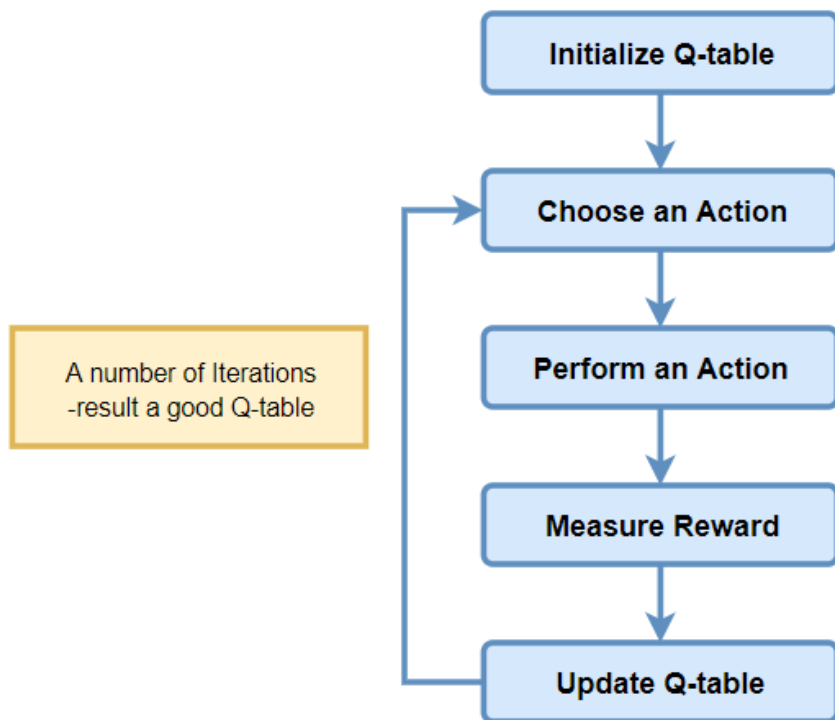 Initialize Q-table
Choose an Action
Perform an Action
A number of Iterations
-result a good Q-table
Measure Reward
Update Q-table